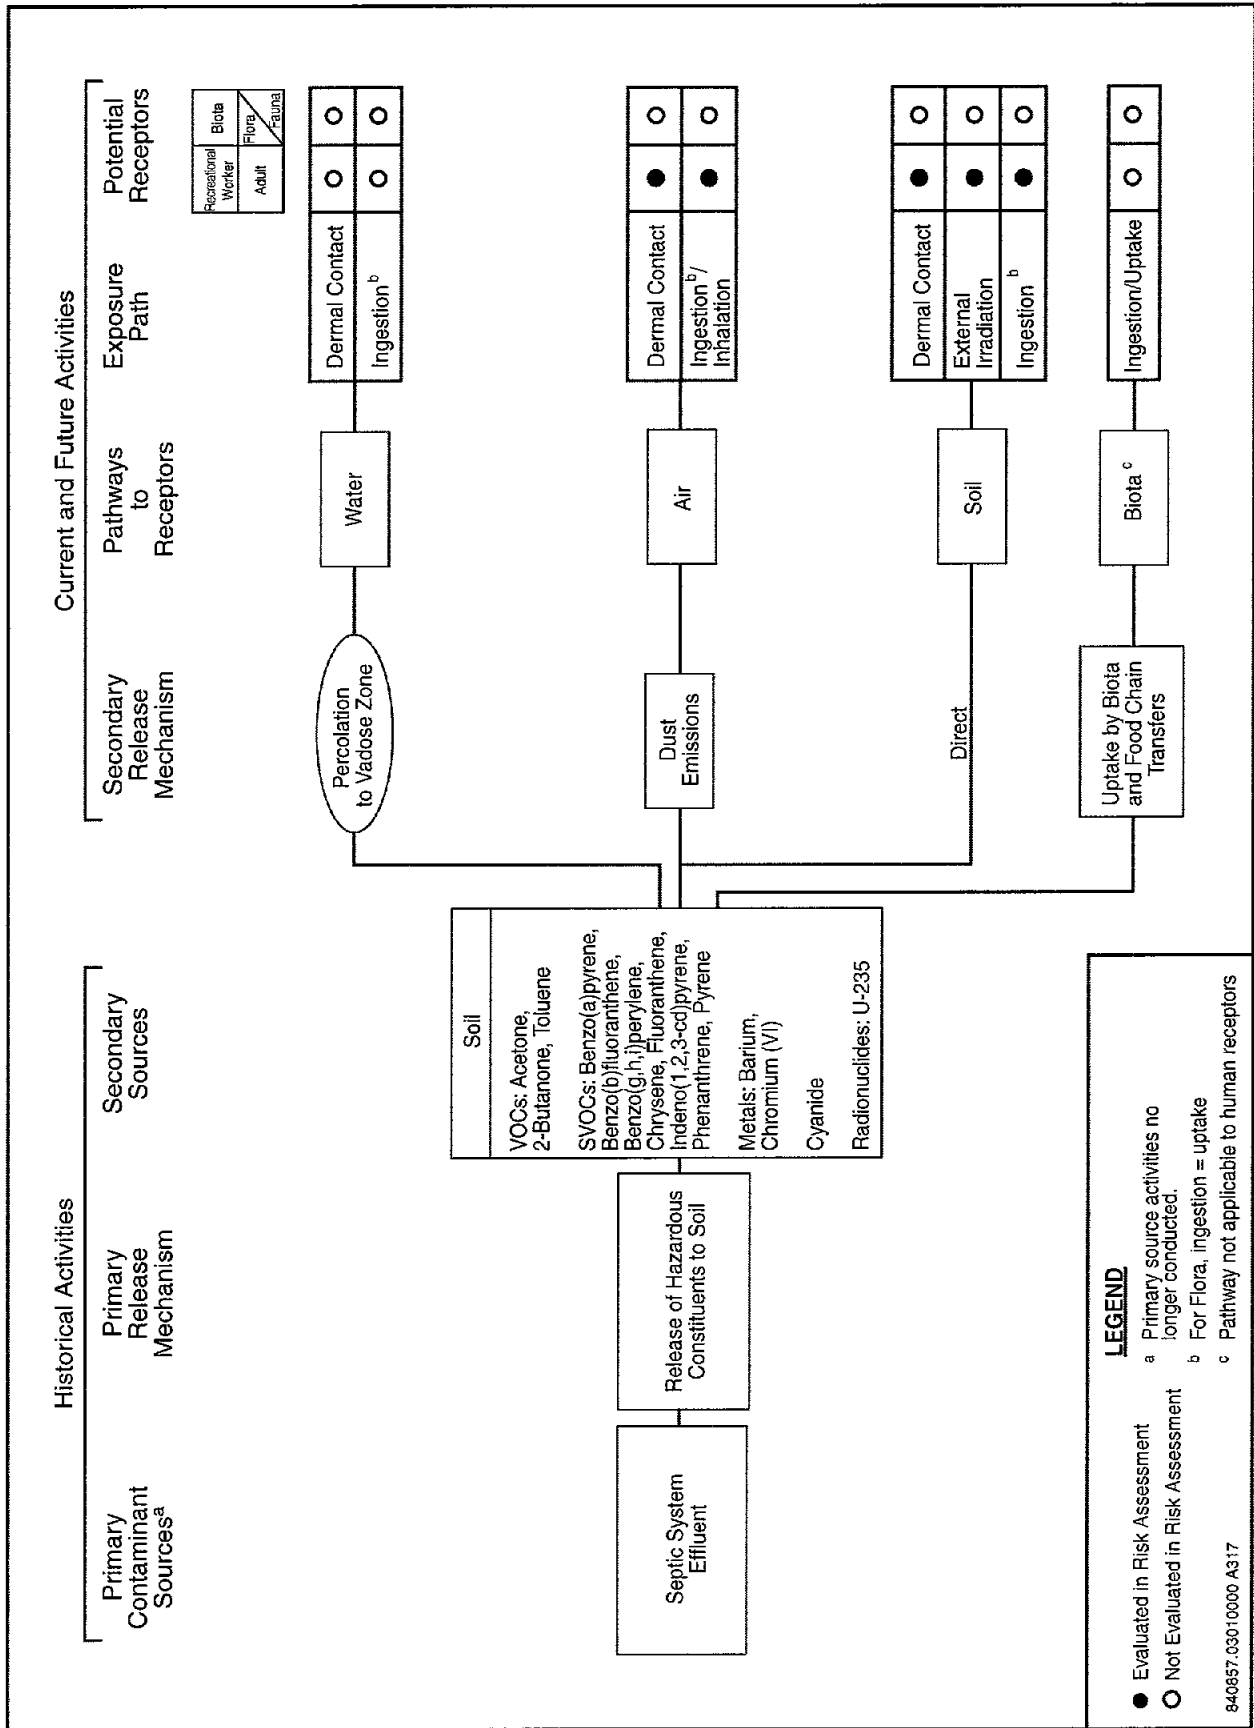 Historical Activities
Current and Future Activities
Primary
Contaminant
Sourcesa
Primary
Release
Mechanism
Secondary
Sources
Secondary
Release
Mechanism
Pathways
to
Receptors
Exposure
Path
Potential
Receptors
Recreational
Worker
Biota
Adult
Flora
Fauna
Septic System
Effluent
Release of Hazardous
Constituents to Soil
Soil
VOCs: Acetone,
2-Butanone, Toluene
SVOCs: Benzo(a)pyrene,
Benzo(b)fluoranthene,
Benzo(g,h,i)perylene,
Chrysene, Fluoranthene,
Indeno(1,2,3-cd)pyrene,
Phenanthrene, Pyrene
Metals: Barium,
Chromium (VI)
Cyanide
Radionuclides: U-235
Percolation
to Vadose Zone
Water
Dermal Contact
Ingestion b
Dust
Emissions
Air
Dermal Contact
Ingestion b/
Inhalation
Direct
Soil
Dermal Contact
External
Irradiation
Ingestion b
Uptake by Biota
and Food Chain
Transfers
Biota c
Ingestion/Uptake
LEGEND
● Evaluated in Risk Assessment
○ Not Evaluated in Risk Assessment
a Primary source activities no
longer conducted.
b For Flora, ingestion = uptake
c Pathway not applicable to human receptors
840857.03010000 A317